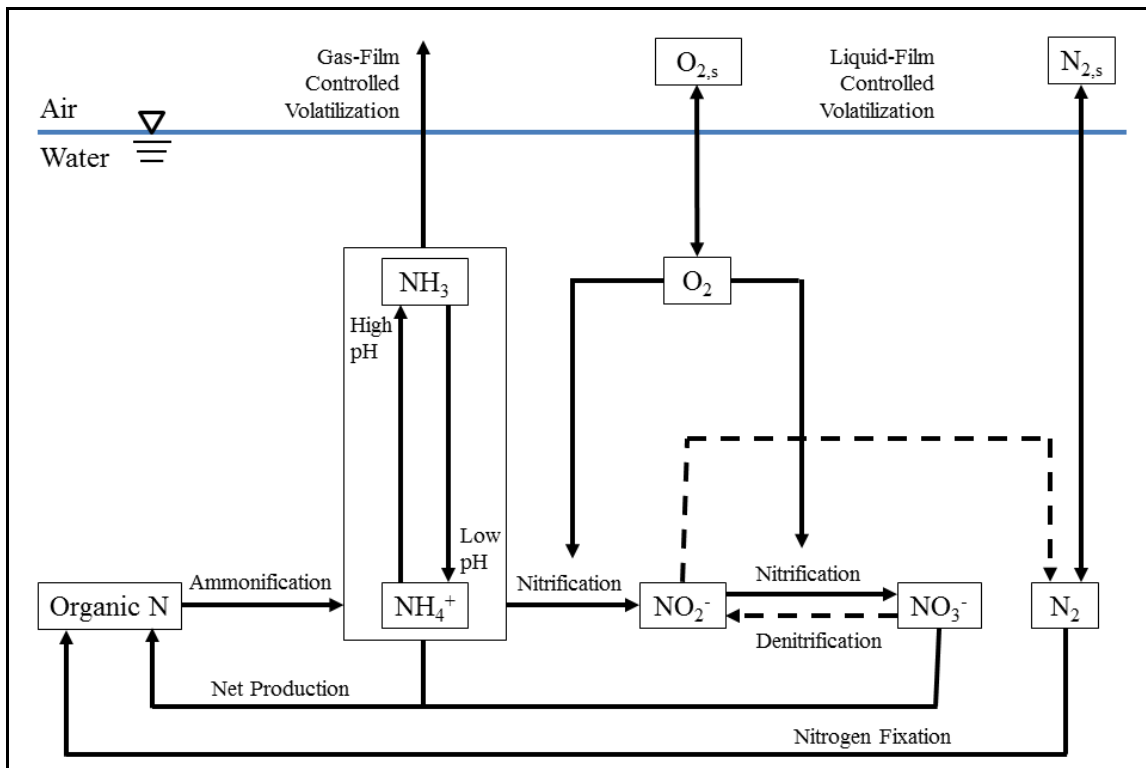 Gas-Film
Controlled
Volatilization
O₂,s
Liquid-Film
Controlled
Volatilization
N₂,s
Air
Water
NH₃
O₂
High
pH
Low
pH
Ammonification
Nitrification
Nitrification
Organic N
NH₄⁺
NO₂⁻
NO₃⁻
N₂
Denitrification
Net Production
Nitrogen Fixation